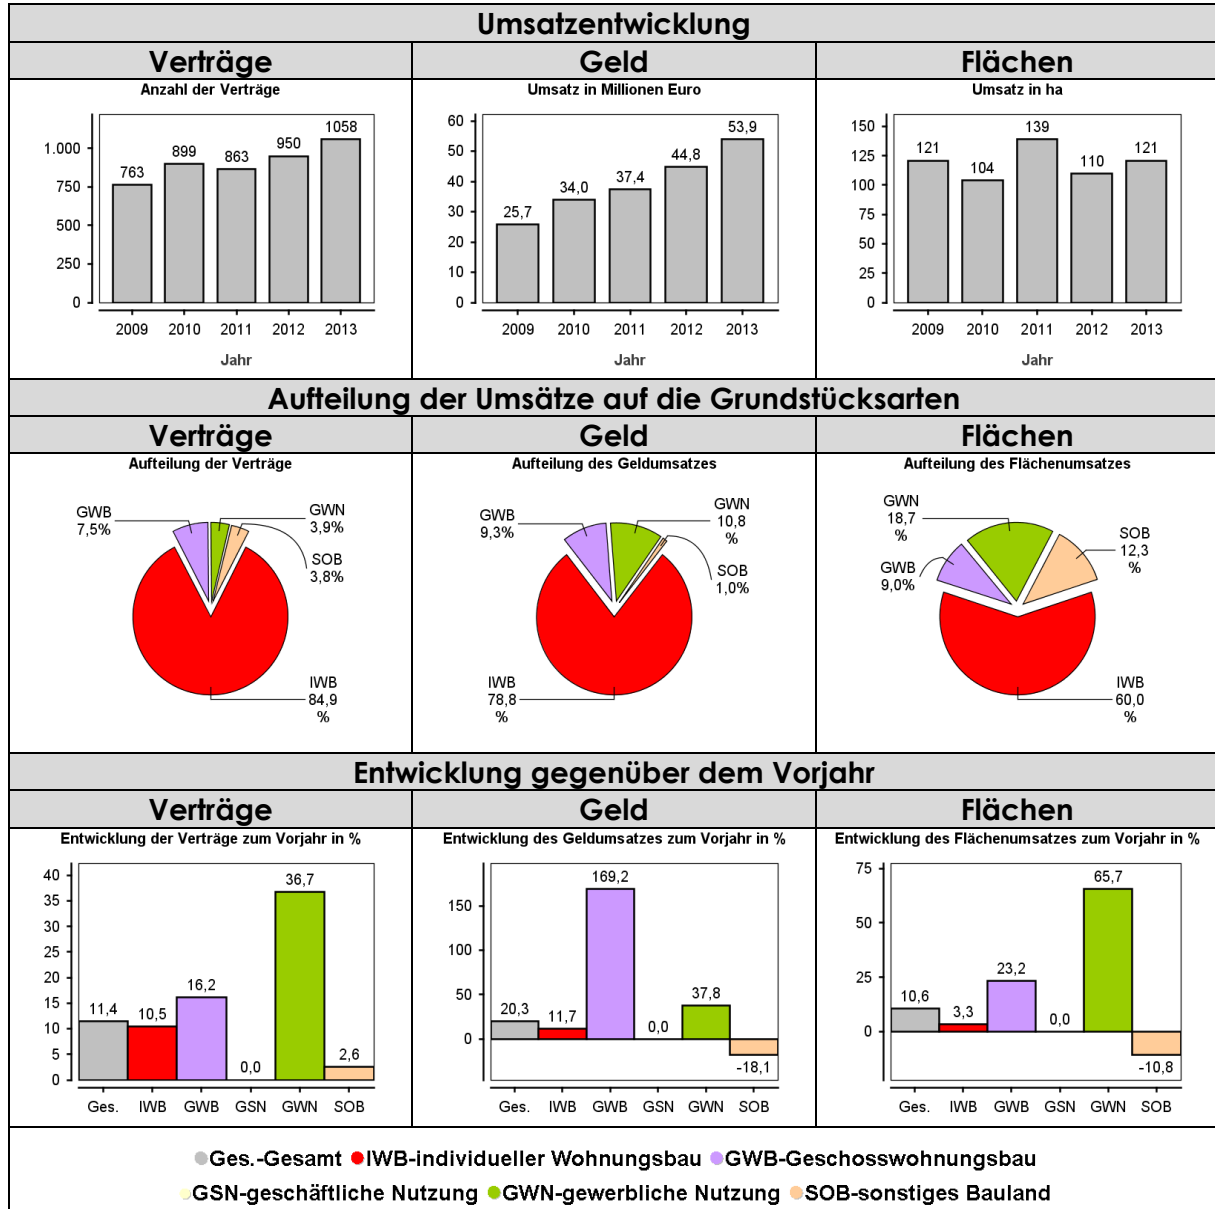 Umsatzentwicklung
Verträge
Geld
Flächen
Anzahl der Verträge
1.000
750
500
250
0
763
899
863
950
1058
2009 2010 2011 2012 2013
Jahr
Umsatz in Millionen Euro
60
50
40
30
20
10
0
25,7
34,0
37,4
44,8
53,9
2009 2010 2011 2012 2013
Jahr
Umsatz in ha
150
125
100
75
50
25
0
121
104
139
110
121
2009 2010 2011 2012 2013
Jahr
Aufteilung der Umsätze auf die Grundstücksarten
Verträge
Geld
Flächen
Aufteilung der Verträge
GWB
7,5%
GWN
3,9%
SOB
3,8%
IWB
84,9
%
Aufteilung des Geldumsatzes
GWB
9,3%
GWN
10,8
%
SOB
1,0%
IWB
78,8
%
Aufteilung des Flächenumsatzes
GWN
18,7
%
GWB
9,0%
SOB
12,3
%
IWB
60,0
%
Entwicklung gegenüber dem Vorjahr
Verträge
Geld
Flächen
Entwicklung der Verträge zum Vorjahr in %
40
35
30
25
20
15
10
5
0
11,4
10,5
16,2
0,0
36,7
2,6
Ges. IWB GWB GSN GWN SOB
Entwicklung des Geldumsatzes zum Vorjahr in %
150
100
50
0
20,3
11,7
169,2
0,0
37,8
-18,1
Ges. IWB GWB GSN GWN SOB
Entwicklung des Flächenumsatzes zum Vorjahr in %
75
50
25
0
10,6
3,3
23,2
0,0
65,7
-10,8
Ges. IWB GWB GSN GWN SOB
Ges.-Gesamt IWB-individueller Wohnungsbau GWB-Geschosswohnungsbau
GSN-geschäftliche Nutzung GWN-gewerbliche Nutzung SOB-sonstiges Bauland